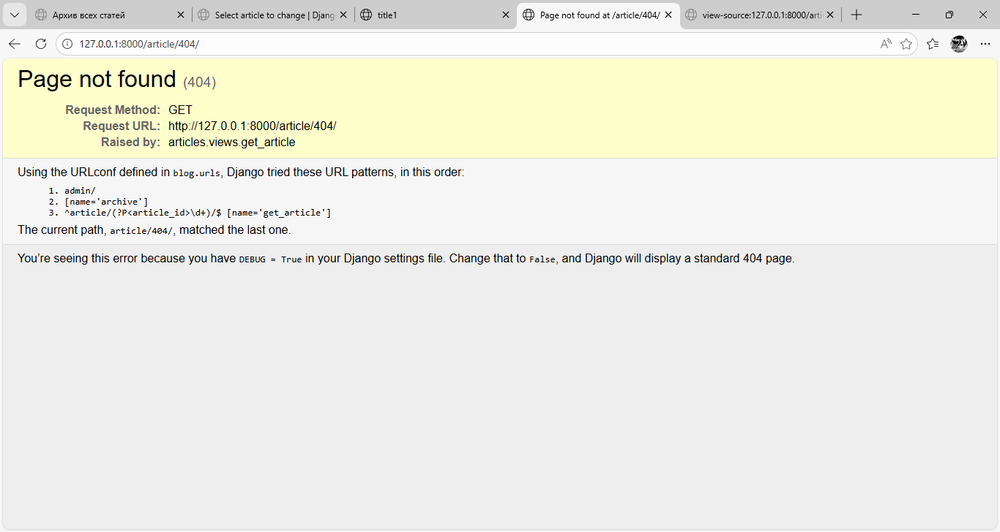 Архив всех статей
Select article to change | Djang
title1
Page not found at /article/404/
view-source:127.0.0.1:8000/arti
127.0.0.1:8000/article/404/
Page not found (404)
Request Method: GET
Request URL: http://127.0.0.1:8000/article/404/
Raised by: articles.views.get_article
Using the URLconf defined in blog.urls, Django tried these URL patterns, in this order:
1. admin/
2. [name='archive']
3. ^article/(?P<article_id>\d+)/$ [name='get_article']
The current path, article/404/, matched the last one.
You’re seeing this error because you have DEBUG = True in your Django settings file. Change that to False, and Django will display a standard 404 page.